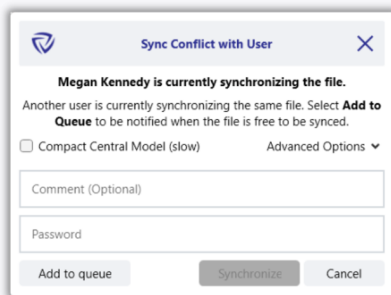 Sync Conflict with User
Megan Kennedy is currently synchronizing the file.
Another user is currently synchronizing the same file. Select Add to
Queue to be notified when the file is free to be synced.
Compact Central Model (slow) Advanced Options
Comment (Optional)
Password
Add to queue Synchronize Cancel